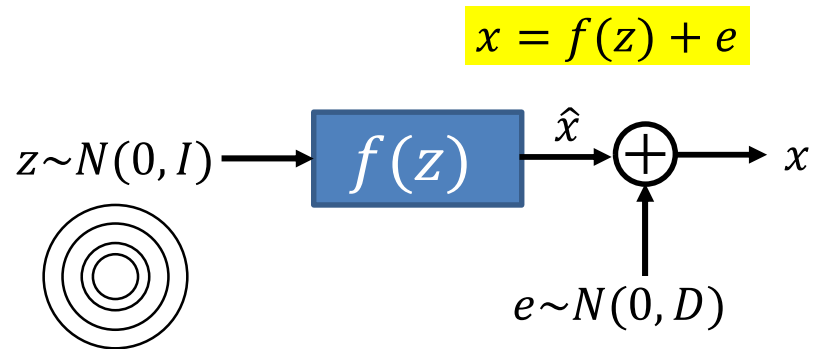 x = f(z) + e
z~N(0, I)
f(z)
x̂
x
e~N(0, D)